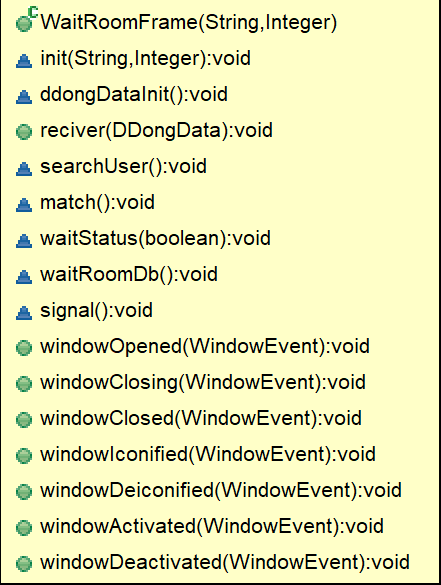 C
WaitRoomFrame(String,Integer)
init(String,Integer):void
ddongDataInit():void
reciver(DDongData):void
searchUser():void
match():void
waitStatus(boolean):void
waitRoomDb():void
signal():void
windowOpened(WindowEvent):void
windowClosing(WindowEvent):void
windowClosed(WindowEvent):void
windowIconified(WindowEvent):void
windowDeiconified(WindowEvent):void
windowActivated(WindowEvent):void
windowDeactivated(WindowEvent):void